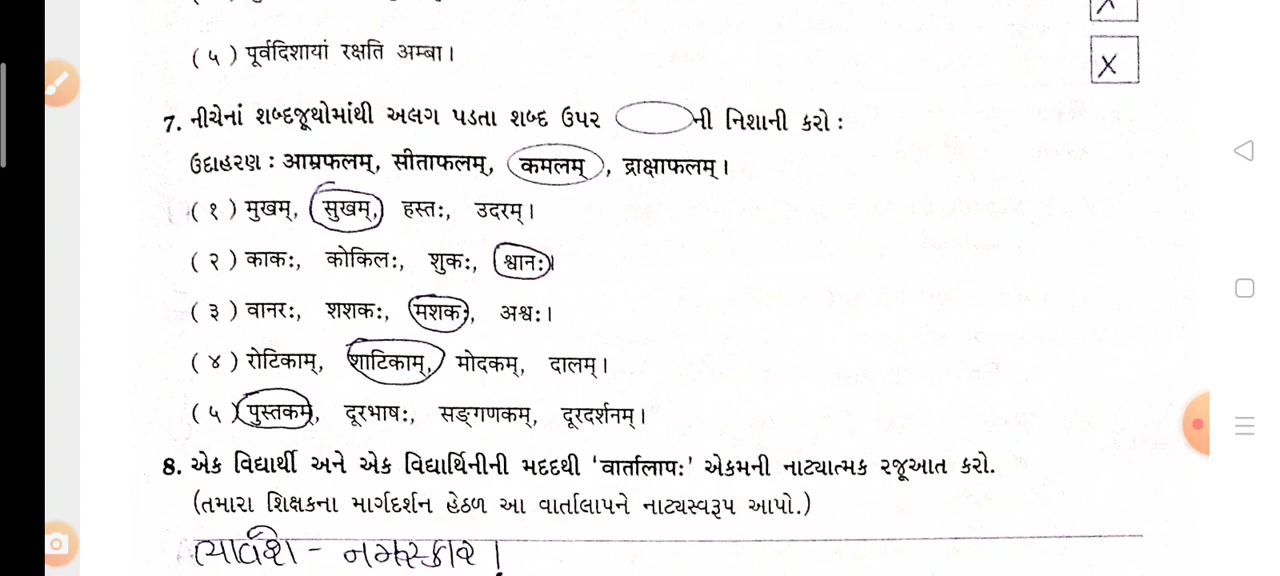 X
( ५ ) पूर्वदिशायां रक्षति अम्बा ।
X
7. નીચેનાં શબ્દજૂથોમાંથી અલગ પડતા શબ્દ ઉપર ની નિશાની કરો :
ઉદાહરણ : आम्रफलम्, सीताफलम्, कमलम्, द्राक्षाफलम् ।
( १ ) मुखम्, सुखम्, हस्तः, उदरम् ।
( २ ) काकः, कोकिलः, शुकः, श्वानः।
( ३ ) वानरः, शशकः, मशकः, अश्वः ।
( ४ ) रोटिकाम्, शाटिकाम्, मोदकम्, दालम् ।
( ५ ) पुस्तकम्, दूरभाषः, सङ्गणकम्, दूरदर्शनम् ।
8. એક વિદ્યાર્થી અને એક વિદ્યાર્થિનીની મદદથી ‘वार्तालापः’ એકમની નાટ્યાત્મક રજૂઆત કરો.
(તમારા શિક્ષકના માર્ગદર્શન હેઠળ આ વાર્તાલાપને નાટ્યસ્વરૂપ આપો.)
- નમસ્કાર !